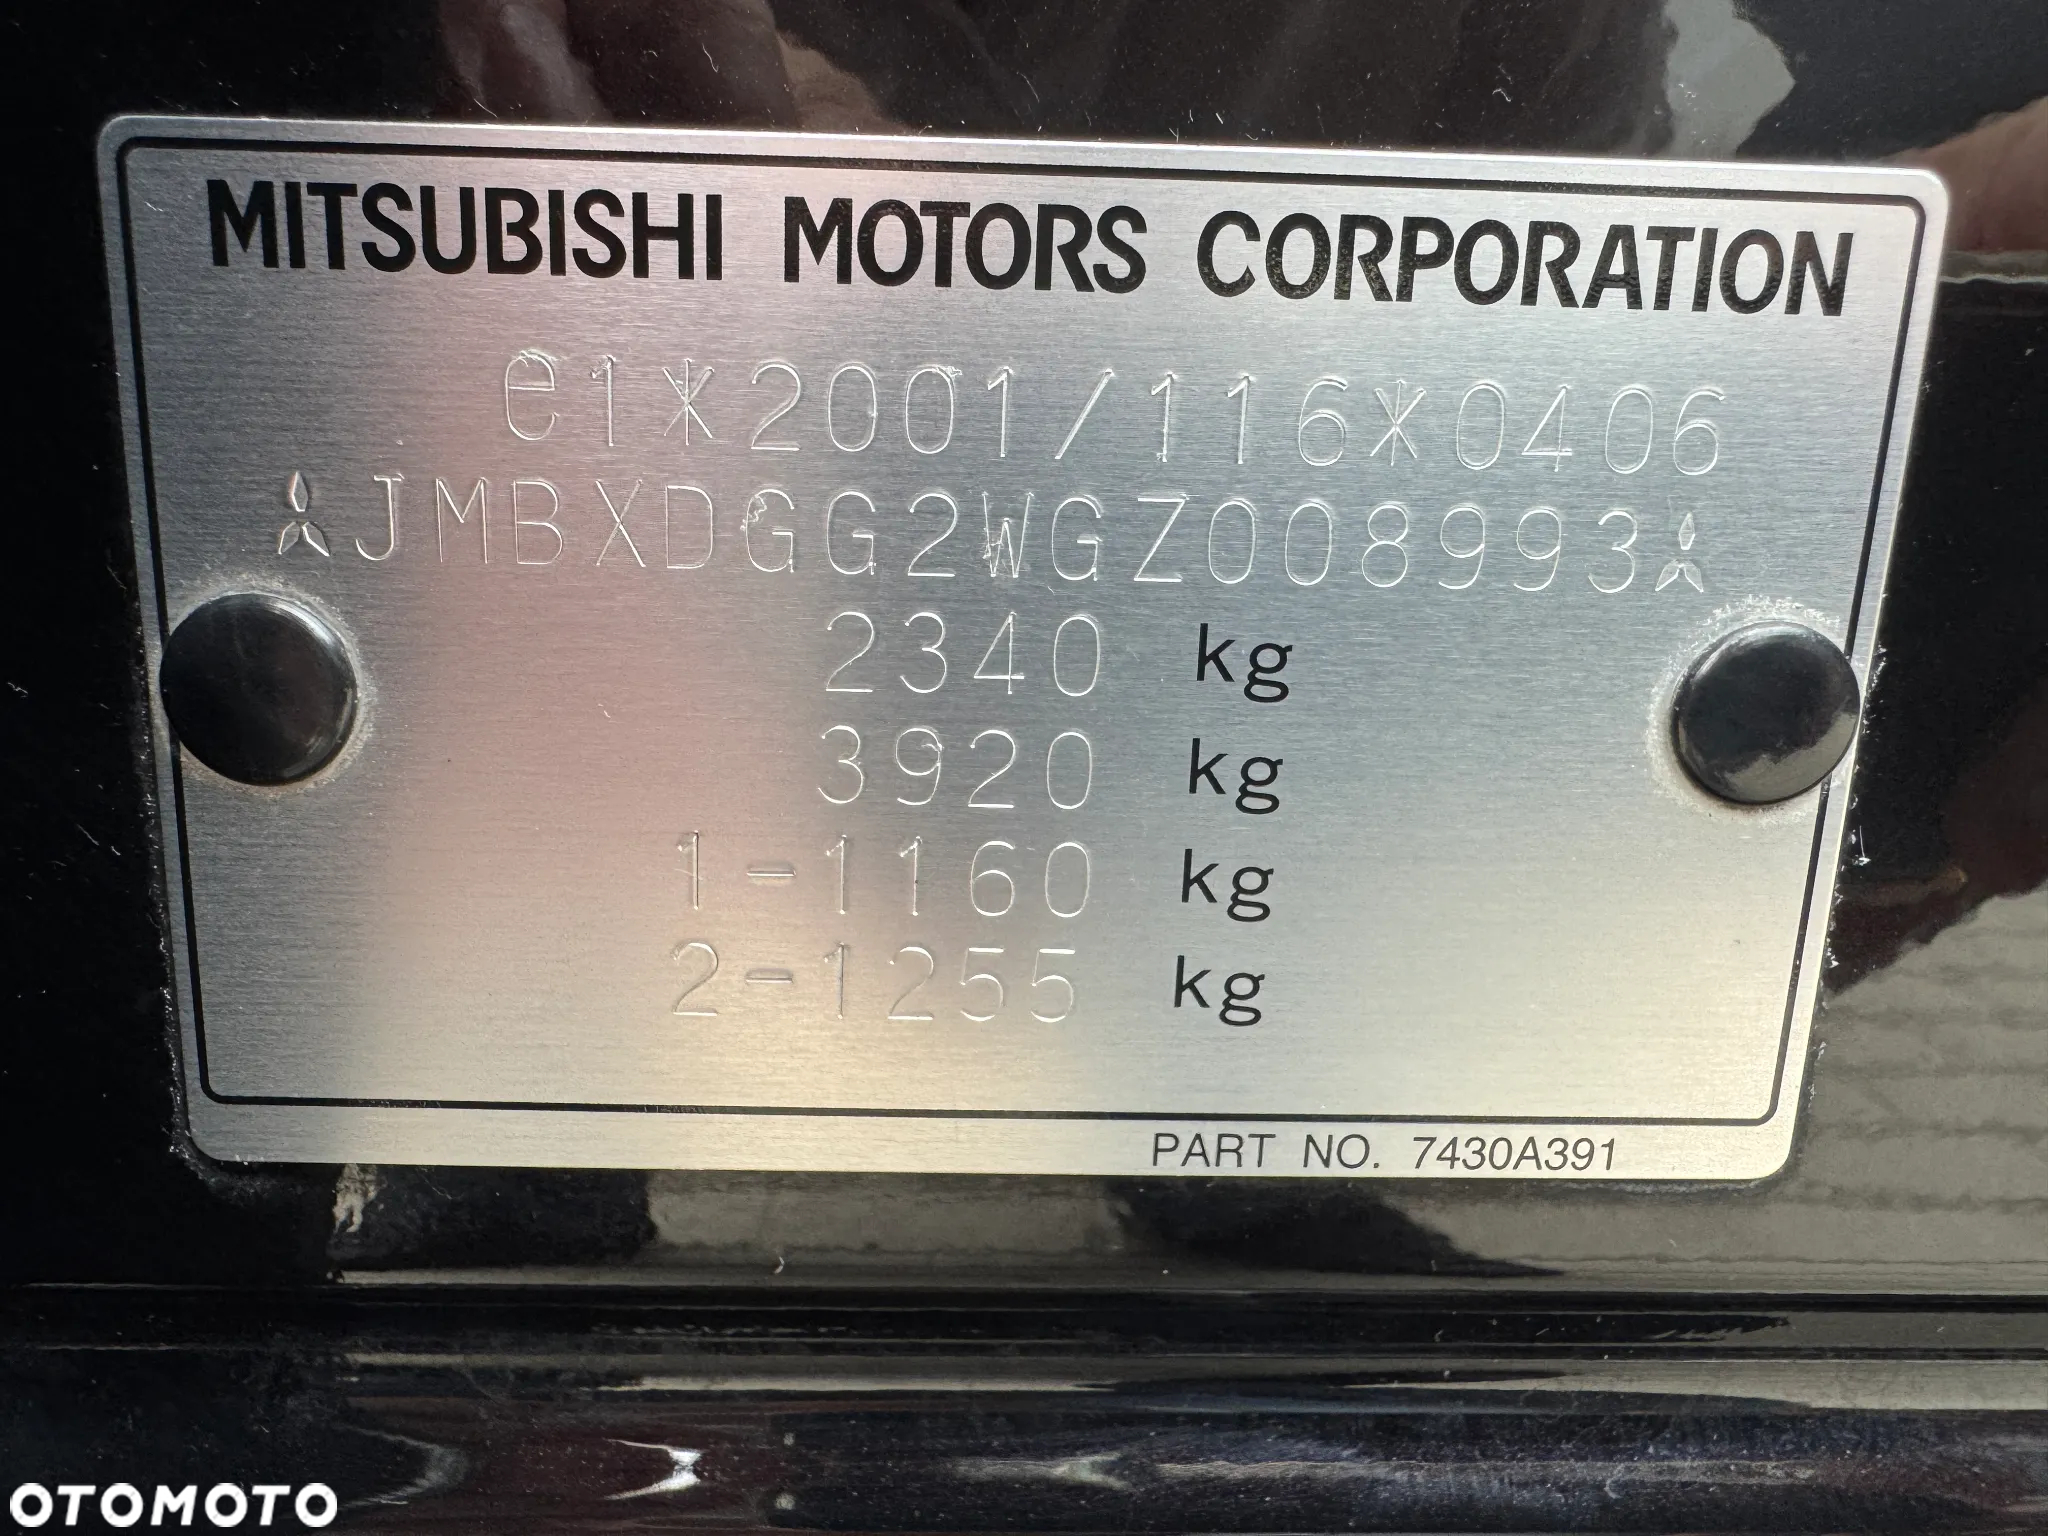 MITSUBISHI MOTORS CORPORATION
e1*2001/116*0406
JMBXDGG2WGZ008993
2340 kg
3920 kg
1-1160 kg
2-1255 kg
PART NO. 7430A391
OTOMOTO